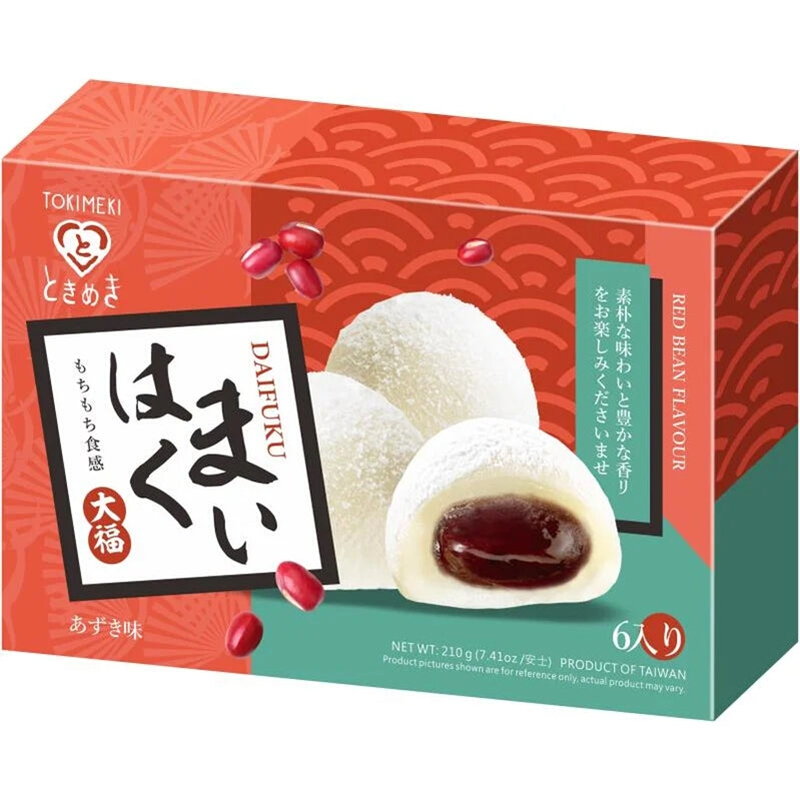 TOKIMEKI
と
ときめき
DAIFUKU
まい
はく
もちもち食感
大福
あずき味
RED BEAN FLAVOUR
素朴な味わいと豊かな香り
をお楽しみくださいませ
6入り
NET WT: 210 g (7.41oz /安士)
PRODUCT OF TAIWAN
Product pictures shown are for reference only, actual product may vary.